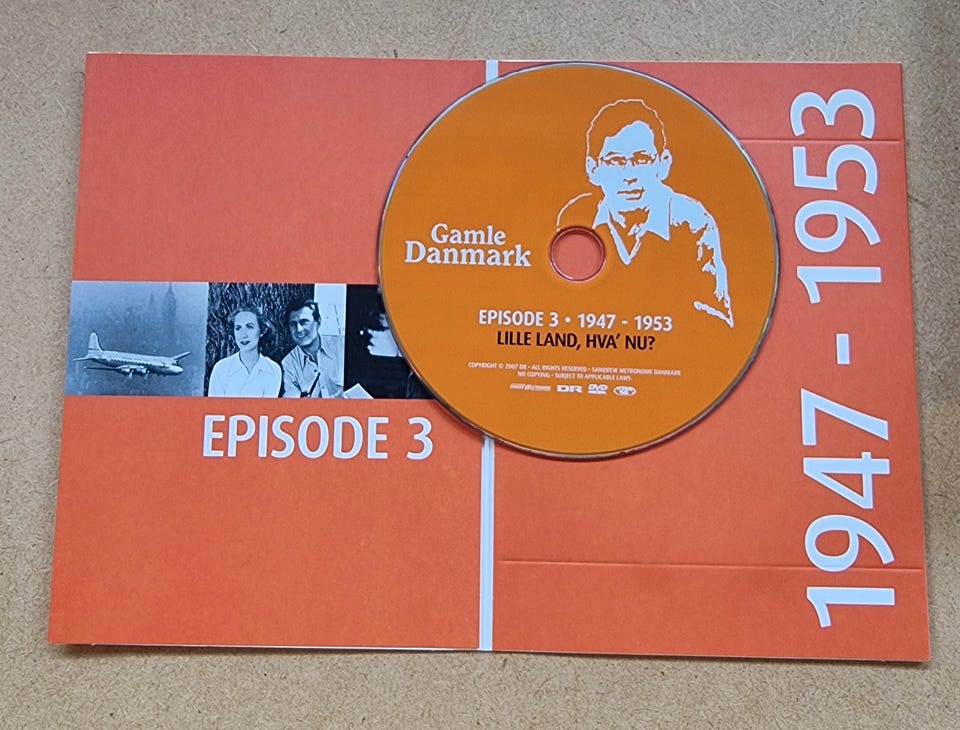 Gamle
Danmark
EPISODE 3 • 1947 - 1953
LILLE LAND, HVA' NU?
COPYRIGHT © 2007 DR • ALL RIGHTS RESERVED • SANDREW METRONOME DANMARK
NO COPYING • SUBJECT TO APPLICABLE LAWS
DR DVD
EPISODE 3
1947 - 1953